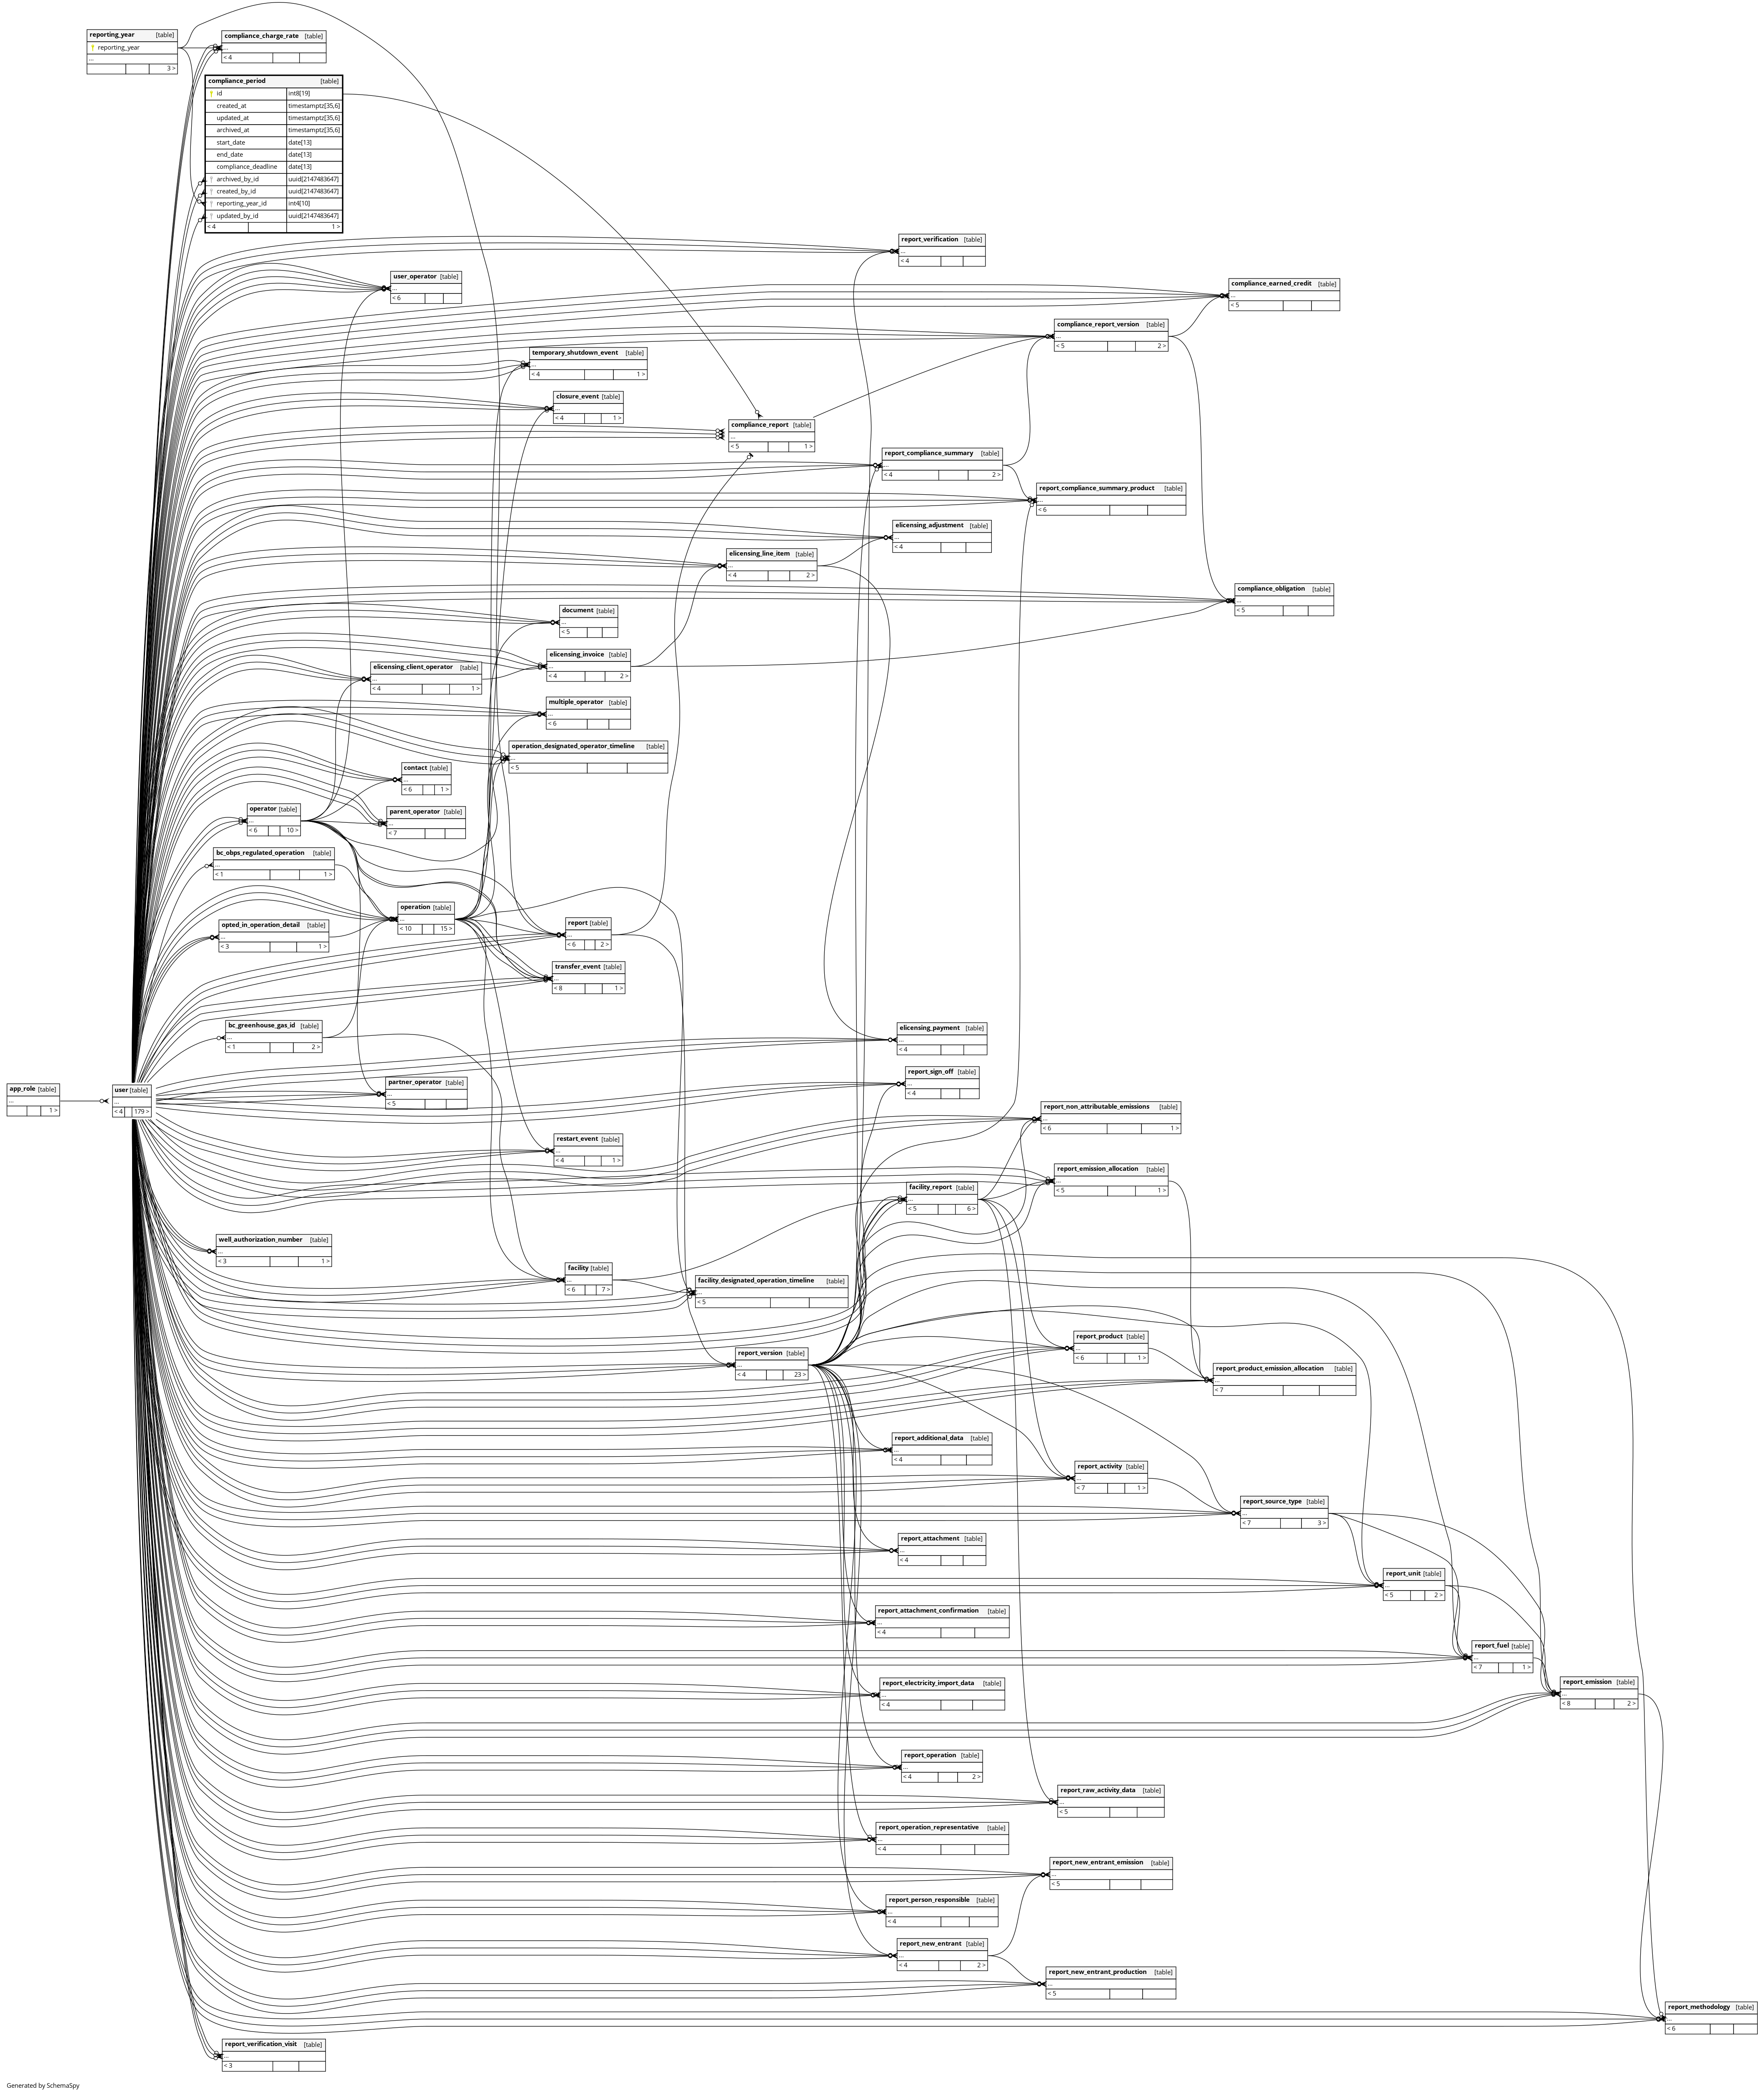 reporting_year [table]
reporting_year
...
3 >
compliance_charge_rate [table]
...
< 4
compliance_period [table]
id int8[19]
created_at timestamptz[35,6]
updated_at timestamptz[35,6]
archived_at timestamptz[35,6]
start_date date[13]
end_date date[13]
compliance_deadline date[13]
archived_by_id uuid[2147483647]
created_by_id uuid[2147483647]
reporting_year_id int4[10]
updated_by_id uuid[2147483647]
< 4 1 >
report_verification [table]
...
< 4
user_operator [table]
...
< 6
compliance_earned_credit [table]
...
< 5
compliance_report_version [table]
...
< 5 2 >
temporary_shutdown_event [table]
...
< 4 1 >
closure_event [table]
...
< 4 1 >
compliance_report [table]
...
< 5 1 >
report_compliance_summary [table]
...
< 4 2 >
report_compliance_summary_product [table]
...
< 6
elicensing_adjustment [table]
...
< 4
elicensing_line_item [table]
...
< 4 2 >
compliance_obligation [table]
...
< 5
document [table]
...
< 5
elicensing_invoice [table]
...
< 4 2 >
elicensing_client_operator [table]
...
< 4 1 >
multiple_operator [table]
...
< 6
operation_designated_operator_timeline [table]
...
< 5
contact [table]
...
< 6 1 >
operator [table]
...
< 6 10 >
parent_operator [table]
...
< 7
bc_obps_regulated_operation [table]
...
< 1 1 >
operation [table]
...
< 10 15 >
opted_in_operation_detail [table]
...
< 3 1 >
report [table]
...
< 6 2 >
transfer_event [table]
...
< 8 1 >
bc_greenhouse_gas_id [table]
...
< 1 2 >
elicensing_payment [table]
...
< 4
report_sign_off [table]
...
< 4
app_role [table]
...
1 >
user [table]
...
< 4 179 >
partner_operator [table]
...
< 5
report_non_attributable_emissions [table]
...
< 6 1 >
restart_event [table]
...
< 4 1 >
report_emission_allocation [table]
...
< 5 1 >
facility_report [table]
...
< 5 6 >
well_authorization_number [table]
...
< 3 1 >
facility [table]
...
< 6 7 >
facility_designated_operation_timeline [table]
...
< 5
report_product [table]
...
< 6 1 >
report_version [table]
...
< 4 23 >
report_product_emission_allocation [table]
...
< 7
report_additional_data [table]
...
< 4
report_activity [table]
...
< 7 1 >
report_source_type [table]
...
< 7 3 >
report_attachment [table]
...
< 4
report_unit [table]
...
< 5 2 >
report_attachment_confirmation [table]
...
< 4
report_fuel [table]
...
< 7 1 >
report_electricity_import_data [table]
...
< 4
report_emission [table]
...
< 8 2 >
report_operation [table]
...
< 4 2 >
report_raw_activity_data [table]
...
< 5
report_operation_representative [table]
...
< 4
report_new_entrant_emission [table]
...
< 5
report_person_responsible [table]
...
< 4
report_new_entrant [table]
...
< 4 2 >
report_new_entrant_production [table]
...
< 5
report_methodology [table]
...
< 6
report_verification_visit [table]
...
< 3
Generated by SchemaSpy